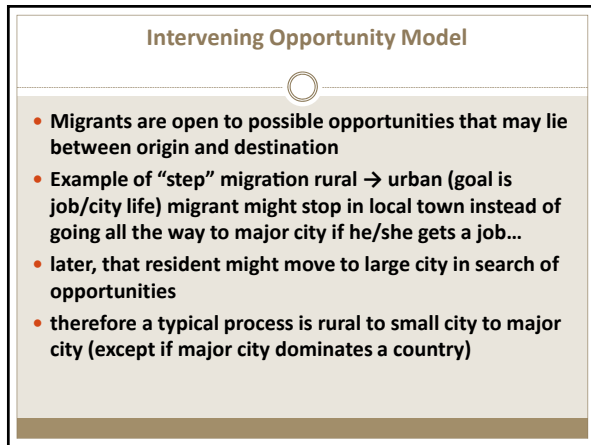 Intervening Opportunity Model
• Migrants are open to possible opportunities that may lie
between origin and destination
• Example of “step” migration rural → urban (goal is
job/city life) migrant might stop in local town instead of
going all the way to major city if he/she gets a job…
• later, that resident might move to large city in search of
opportunities
• therefore a typical process is rural to small city to major
city (except if major city dominates a country)